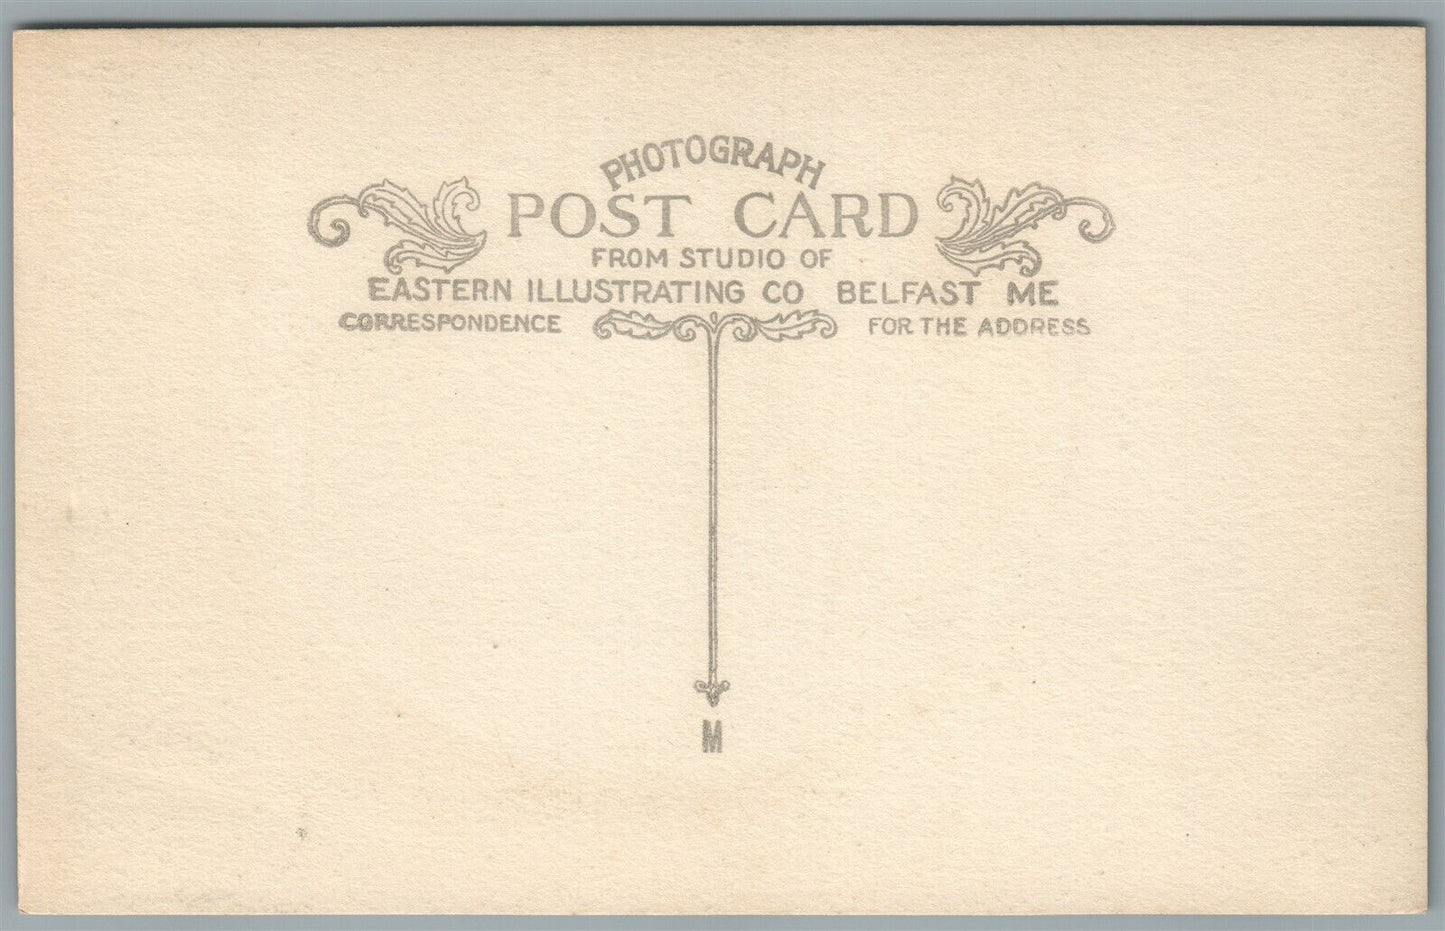 PHOTOGRAPH
POST CARD
FROM STUDIO OF
EASTERN ILLUSTRATING CO BELFAST ME
CORRESPONDENCE FOR THE ADDRESS
M